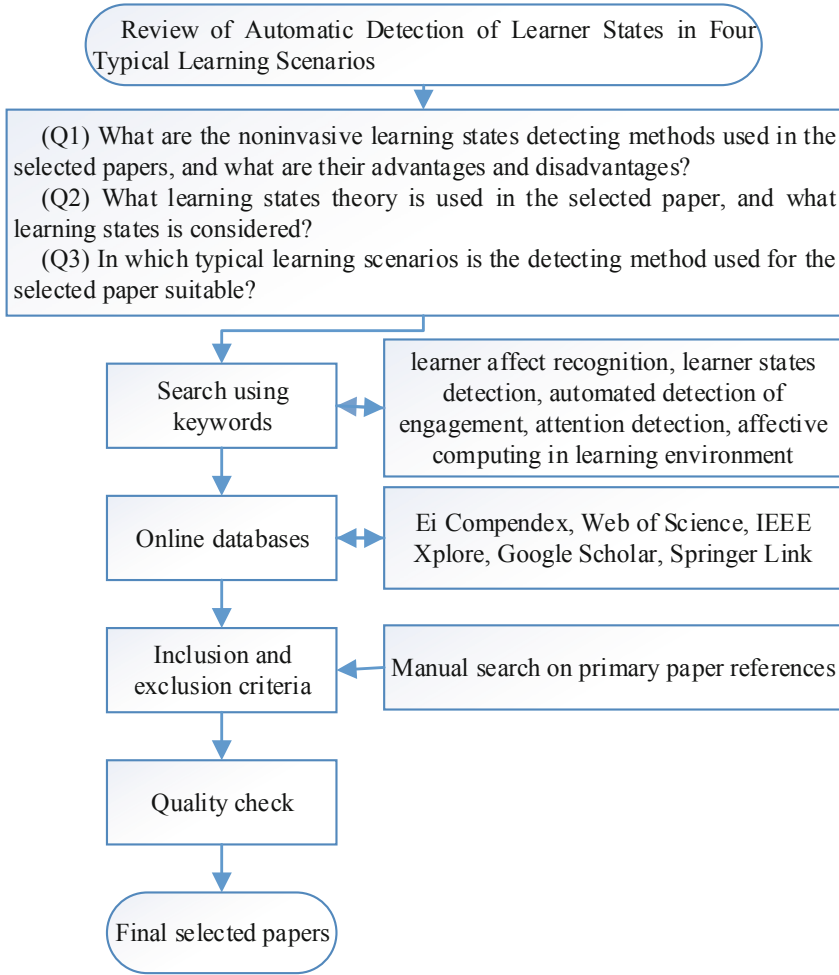 Review of Automatic Detection of Learner States in Four
Typical Learning Scenarios
(Q1) What are the noninvasive learning states detecting methods used in the
selected papers, and what are their advantages and disadvantages?
(Q2) What learning states theory is used in the selected paper, and what
learning states is considered?
(Q3) In which typical learning scenarios is the detecting method used for the
selected paper suitable?
Search using
keywords
learner affect recognition, learner states
detection, automated detection of
engagement, attention detection, affective
computing in learning environment
Online databases
Ei Compendex, Web of Science, IEEE
Xplore, Google Scholar, Springer Link
Inclusion and
exclusion criteria
Manual search on primary paper references
Quality check
Final selected papers